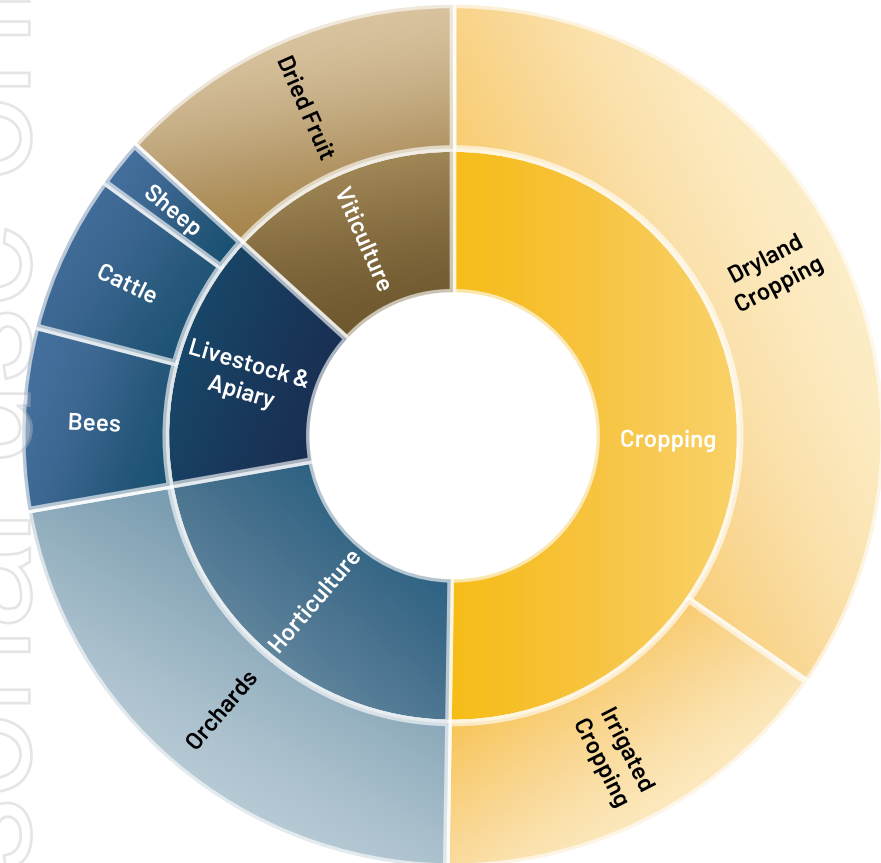 Dried Fruit
Viticulture
Sheep
Cattle
Bees
Livestock &
Apiary
Dryland
Cropping
Cropping
Horticulture
Orchards
Irrigated
Cropping